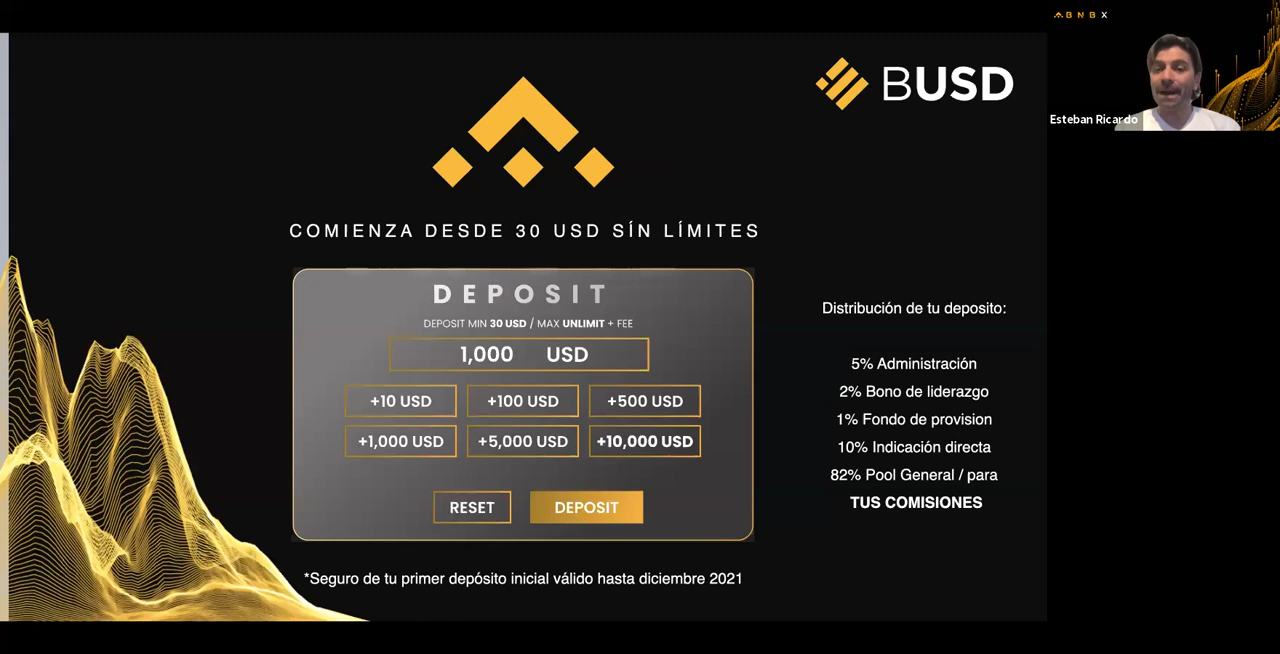 ABNBX
BUSD
Esteban Ricardo
COMIENZA DESDE 30 USD SÍN LÍMITES
DEPOSIT
DEPOSIT MIN 30 USD / MAX UNLIMIT + FEE
1,000 USD
+10 USD +100 USD +500 USD
+1,000 USD +5,000 USD +10,000 USD
RESET DEPOSIT
Distribución de tu deposito:
5% Administración
2% Bono de liderazgo
1% Fondo de provision
10% Indicación directa
82% Pool General / para
TUS COMISIONES
*Seguro de tu primer depósito inicial válido hasta diciembre 2021